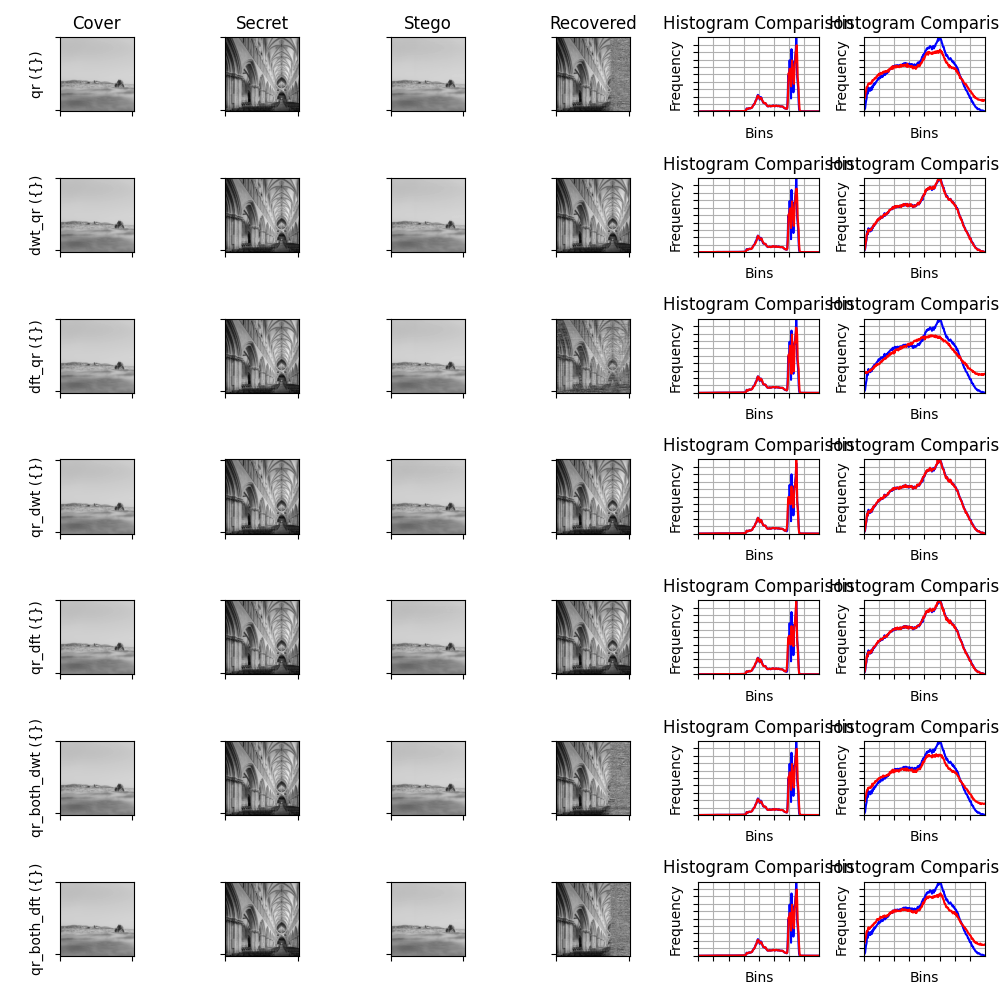 Cover Secret Stego Recovered Histogram Comparison Histogram Comparis
qr ({}) Frequency Frequency
Bins Bins
Histogram Comparison Histogram Comparis
dwt_qr ({}) Frequency Frequency
Bins Bins
Histogram Comparison Histogram Comparis
dft_qr ({}) Frequency Frequency
Bins Bins
Histogram Comparison Histogram Comparis
qr_dwt ({}) Frequency Frequency
Bins Bins
Histogram Comparison Histogram Comparis
qr_dft ({}) Frequency Frequency
Bins Bins
Histogram Comparison Histogram Comparis
qr_both_dwt ({}) Frequency Frequency
Bins Bins
Histogram Comparison Histogram Comparis
qr_both_dft ({}) Frequency Frequency
Bins Bins